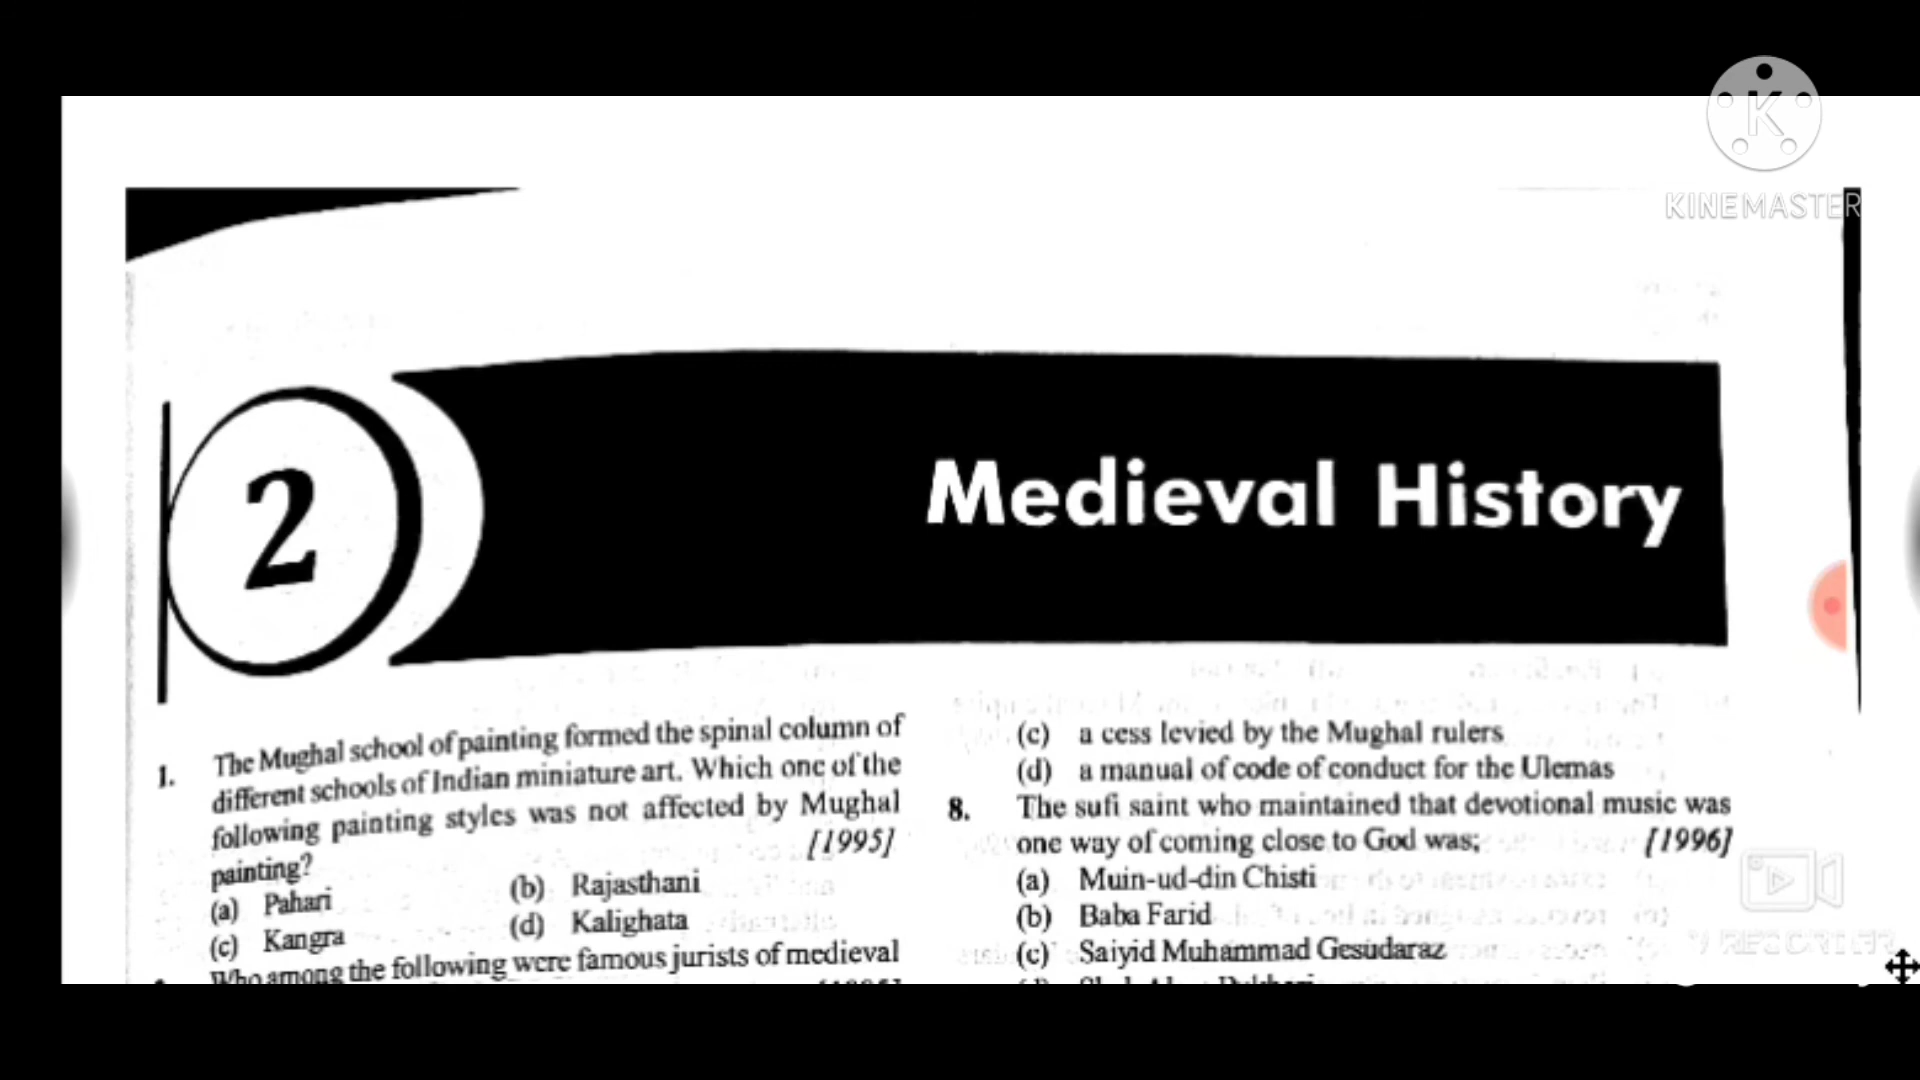 K
KINEMASTER
2
Medieval History
1. The Mughal school of painting formed the spinal column of
different schools of Indian miniature art. Which one of the
following painting styles was not affected by Mughal
painting? [1995]
(a) Pahari (b) Rajasthani
(c) Kangra (d) Kalighata
Who among the following were famous jurists of medieval
(c) a cess levied by the Mughal rulers
(d) a manual of code of conduct for the Ulemas
8. The sufi saint who maintained that devotional music was
one way of coming close to God was; [1996]
(a) Muin-ud-din Chisti
(b) Baba Farid
(c) Saiyid Muhammad Gesudaraz
RECORDER